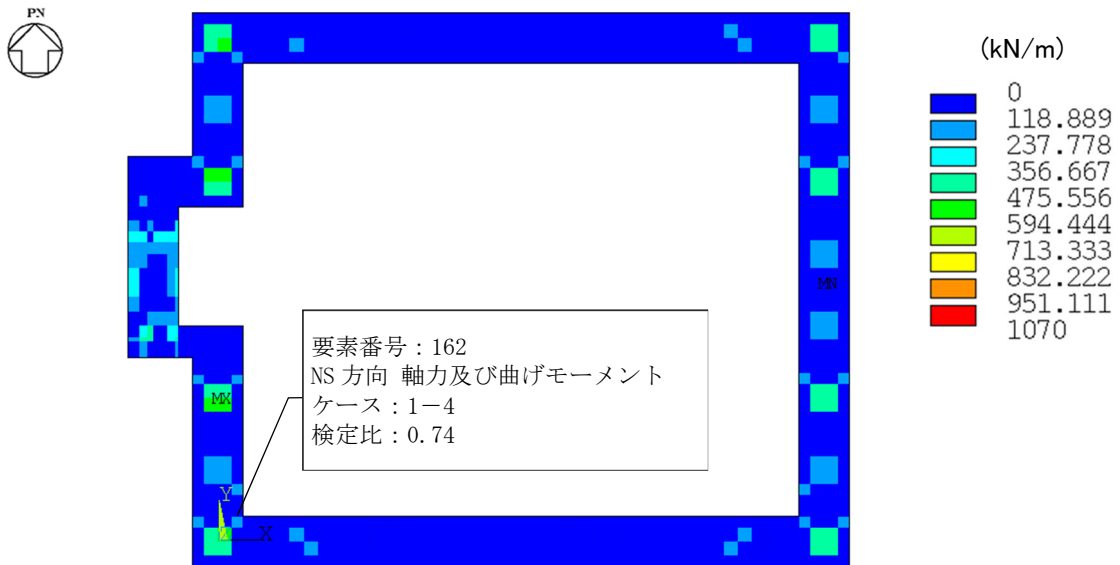 PN
(kN/m)
0
118.889
237.778
356.667
475.556
594.444
713.333
832.222
951.111
1070
MN
要素番号：162
NS 方向 軸力及び曲げモーメント
ケース：1－4
検定比：0.74
MX
Y
Z
X